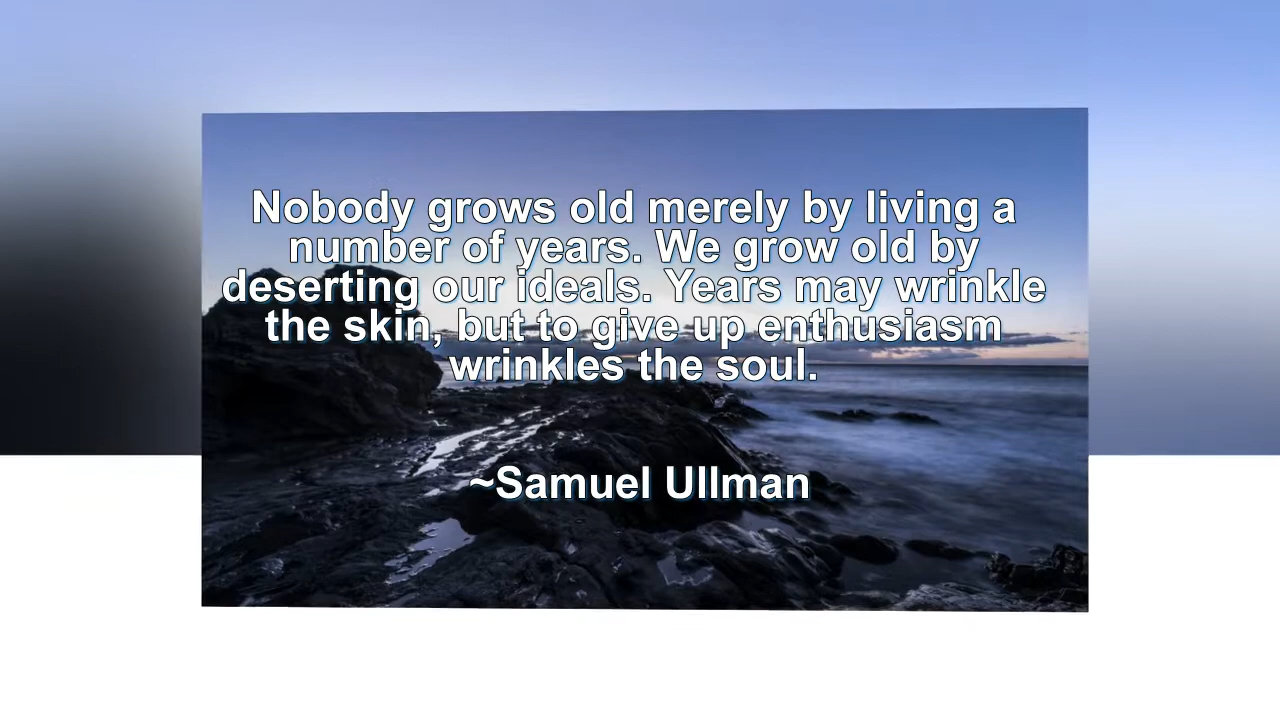 Nobody grows old merely by living a
number of years. We grow old by
deserting our ideals. Years may wrinkle
the skin, but to give up enthusiasm
wrinkles the soul.
~Samuel Ullman